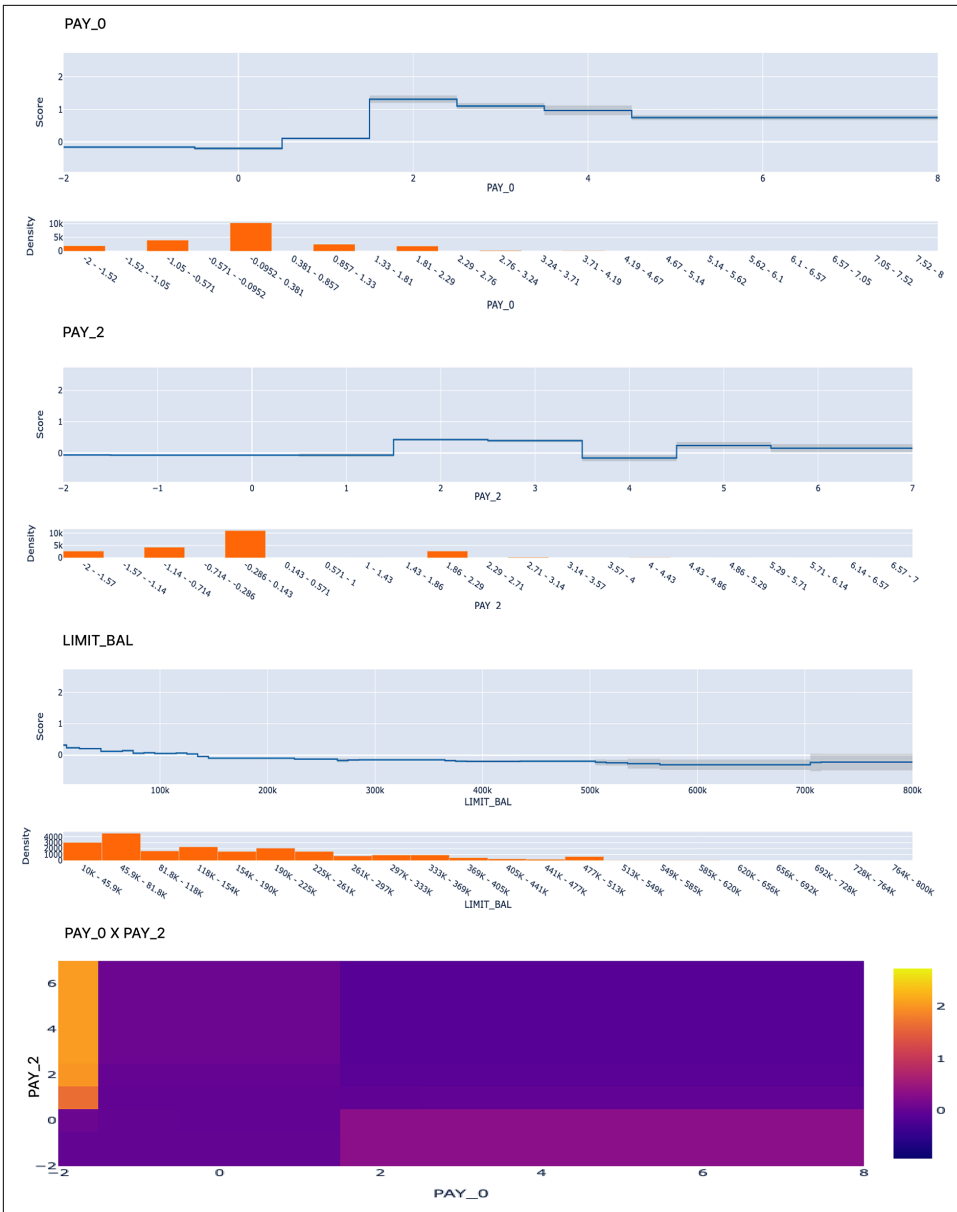 PAY_0
2
1
0
Score
−2 0 2 4 6 8
PAY_0
10k
5k
0
Density
-2 - -1.52 -1.52 - -1.05 -1.05 - -0.571 -0.571 - -0.0952 -0.0952 - 0.381 0.381 - 0.857 0.857 - 1.33 1.33 - 1.81 1.81 - 2.29 2.29 - 2.76 2.76 - 3.24 3.24 - 3.71 3.71 - 4.19 4.19 - 4.67 4.67 - 5.14 5.14 - 5.62 5.62 - 6.1 6.1 - 6.57 6.57 - 7.05 7.05 - 7.52 7.52 - 8
PAY_0
PAY_2
2
1
0
Score
−2 −1 0 1 2 3 4 5 6 7
PAY_2
10k
5k
0
Density
-2 - -1.57 -1.57 - -1.14 -1.14 - -0.714 -0.714 - -0.286 -0.286 - 0.143 0.143 - 0.571 0.571 - 1 1 - 1.43 1.43 - 1.86 1.86 - 2.29 2.29 - 2.71 2.71 - 3.14 3.14 - 3.57 3.57 - 4 4 - 4.43 4.43 - 4.86 4.86 - 5.29 5.29 - 5.71 5.71 - 6.14 6.14 - 6.57 6.57 - 7
PAY 2
LIMIT_BAL
2
1
0
Score
100k 200k 300k 400k 500k 600k 700k 800k
LIMIT_BAL
4000
3000
2000
1000
0
Density
10K - 45.9K 45.9K - 81.8K 81.8K - 118K 118K - 154K 154K - 190K 190K - 225K 225K - 261K 261K - 297K 297K - 333K 333K - 369K 369K - 405K 405K - 441K 441K - 477K 477K - 513K 513K - 549K 549K - 585K 585K - 620K 620K - 656K 656K - 692K 692K - 728K 728K - 764K 764K - 800K
LIMIT_BAL
PAY_0 X PAY_2
6
4
2
0
−2
PAY_2
−2 0 2 4 6 8
PAY_0
2
1
0